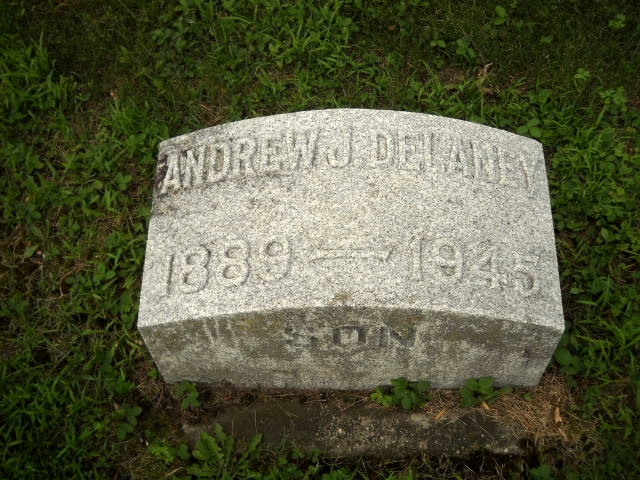 ANDREW J. DELANEY
1889 — 1945
SON